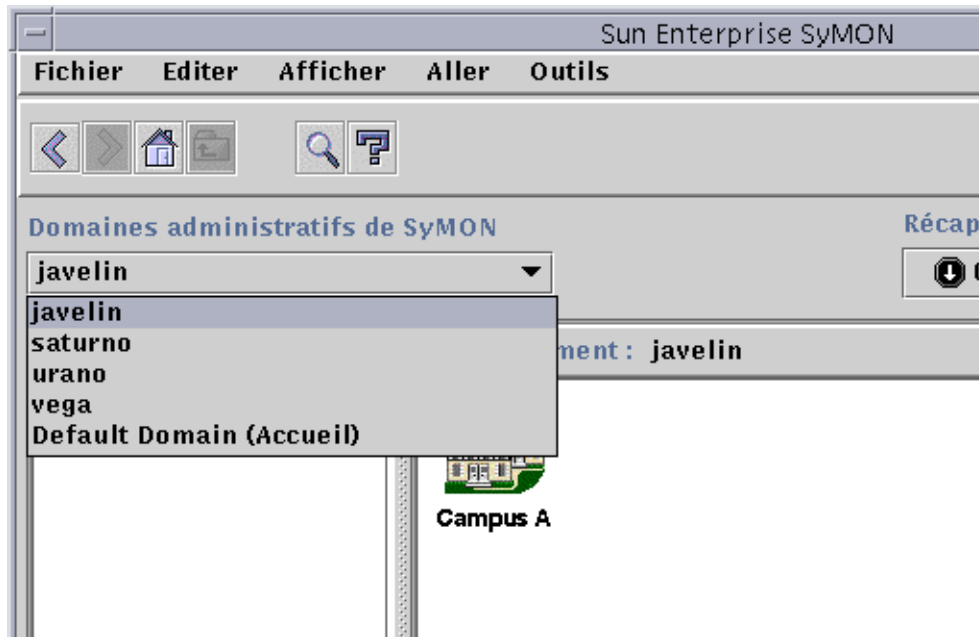 Sun Enterprise SyMON
Fichier Editer Afficher Aller Outils
Domaines administratifs de SyMON
Récap
javelin
javelin
saturno
urano
vega
Default Domain (Accueil)
ment : javelin
Campus A